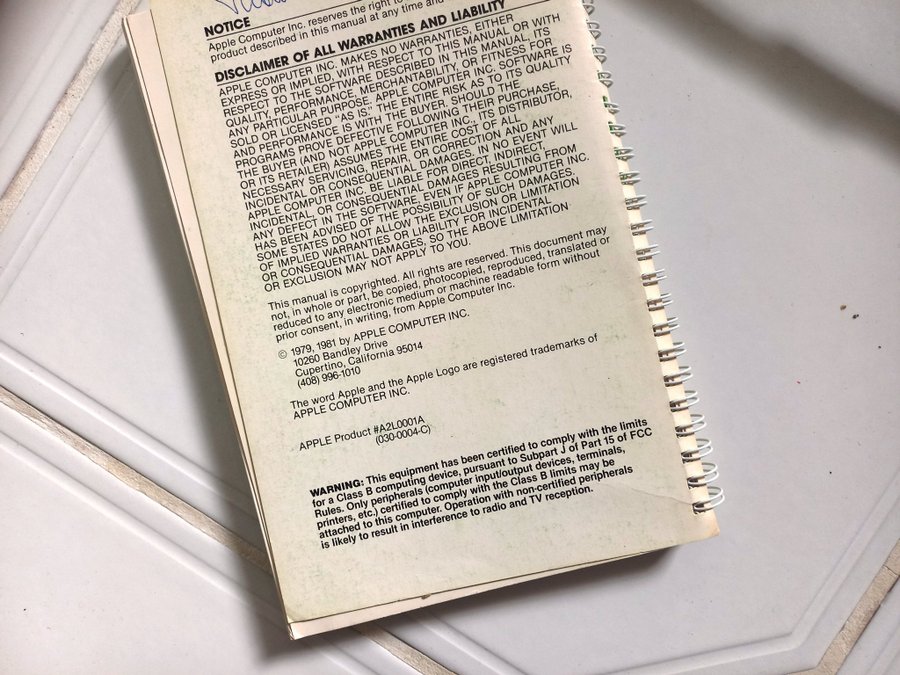 NOTICE
Apple Computer Inc. reserves the right to
product described in this manual at any time and
DISCLAIMER OF ALL WARRANTIES AND LIABILITY
APPLE COMPUTER INC. MAKES NO WARRANTIES, EITHER
EXPRESS OR IMPLIED, WITH RESPECT TO THIS MANUAL OR WITH
RESPECT TO THE SOFTWARE DESCRIBED IN THIS MANUAL, ITS
QUALITY, PERFORMANCE, MERCHANTABILITY, OR FITNESS FOR
ANY PARTICULAR PURPOSE. APPLE COMPUTER INC. SOFTWARE IS
SOLD OR LICENSED "AS IS." THE ENTIRE RISK AS TO ITS QUALITY
AND PERFORMANCE IS WITH THE BUYER. SHOULD THE
PROGRAMS PROVE DEFECTIVE FOLLOWING THEIR PURCHASE,
THE BUYER (AND NOT APPLE COMPUTER INC., ITS DISTRIBUTOR,
OR ITS RETAILER) ASSUMES THE ENTIRE COST OF ALL
NECESSARY SERVICING, REPAIR, OR CORRECTION AND ANY
INCIDENTAL OR CONSEQUENTIAL DAMAGES. IN NO EVENT WILL
APPLE COMPUTER INC. BE LIABLE FOR DIRECT, INDIRECT,
INCIDENTAL, OR CONSEQUENTIAL DAMAGES RESULTING FROM
ANY DEFECT IN THE SOFTWARE, EVEN IF APPLE COMPUTER INC.
HAS BEEN ADVISED OF THE POSSIBILITY OF SUCH DAMAGES.
SOME STATES DO NOT ALLOW THE EXCLUSION OR LIMITATION
OF IMPLIED WARRANTIES OR LIABILITY FOR INCIDENTAL
OR CONSEQUENTIAL DAMAGES, SO THE ABOVE LIMITATION
OR EXCLUSION MAY NOT APPLY TO YOU.
This manual is copyrighted. All rights are reserved. This document may
not, in whole or part, be copied, photocopied, reproduced, translated or
reduced to any electronic medium or machine readable form without
prior consent, in writing, from Apple Computer Inc.
© 1979, 1981 by APPLE COMPUTER INC.
10260 Bandley Drive
Cupertino, California 95014
(408) 996-1010
The word Apple and the Apple Logo are registered trademarks of
APPLE COMPUTER INC.
APPLE Product #A2L0001A
(030-0004-C)
WARNING: This equipment has been certified to comply with the limits
for a Class B computing device, pursuant to Subpart J of Part 15 of FCC
Rules. Only peripherals (computer input/output devices, terminals,
printers, etc.) certified to comply with the Class B limits may be
attached to this computer. Operation with non-certified peripherals
is likely to result in interference to radio and TV reception.